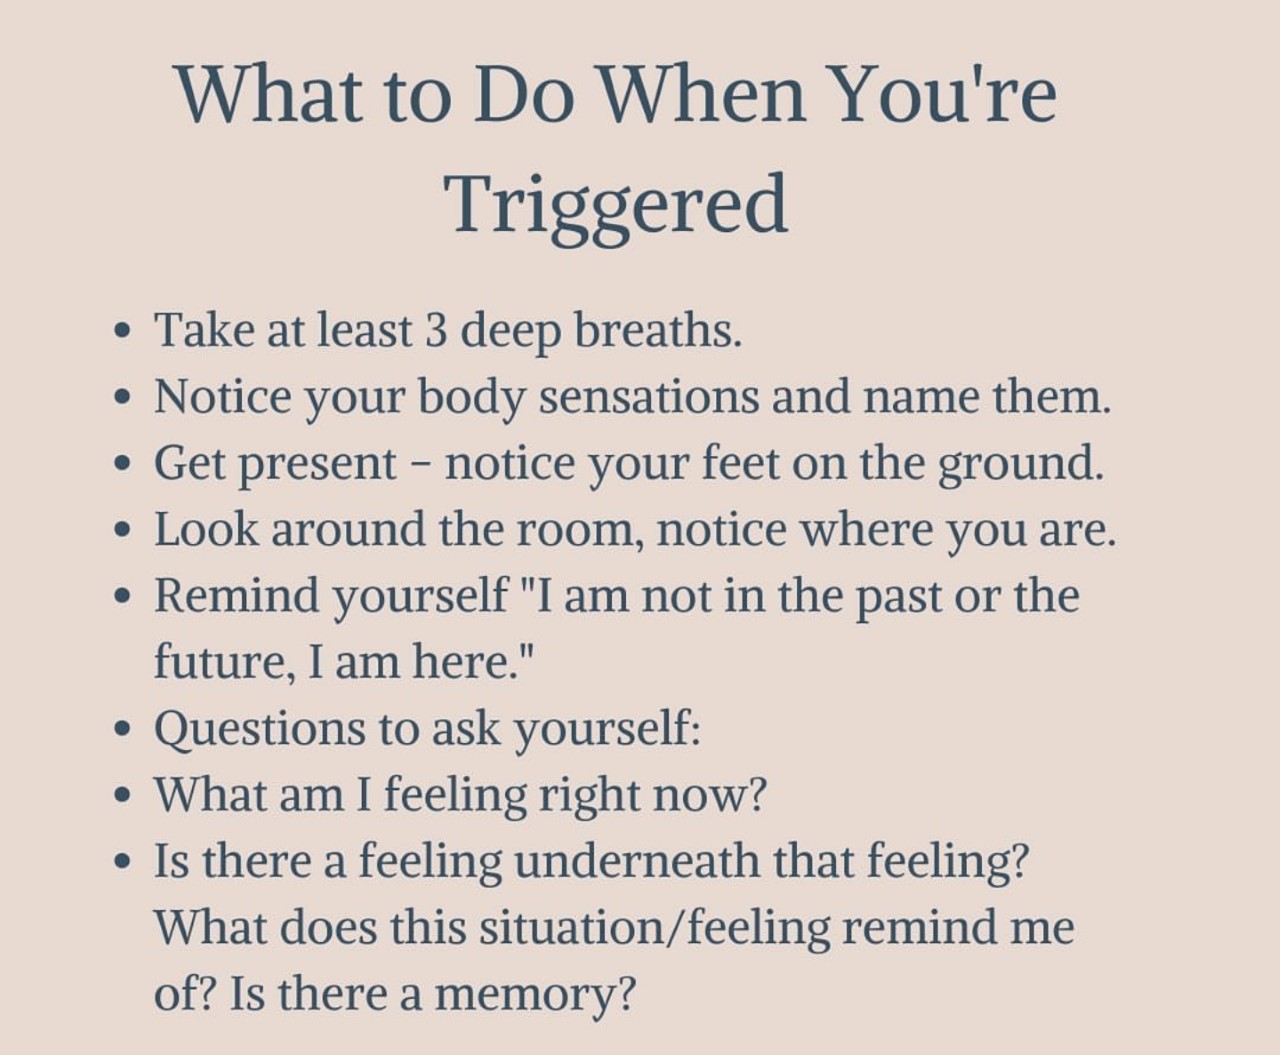 What to Do When You're
Triggered
• Take at least 3 deep breaths.
• Notice your body sensations and name them.
• Get present – notice your feet on the ground.
• Look around the room, notice where you are.
• Remind yourself "I am not in the past or the
future, I am here."
• Questions to ask yourself:
• What am I feeling right now?
• Is there a feeling underneath that feeling?
What does this situation/feeling remind me
of? Is there a memory?